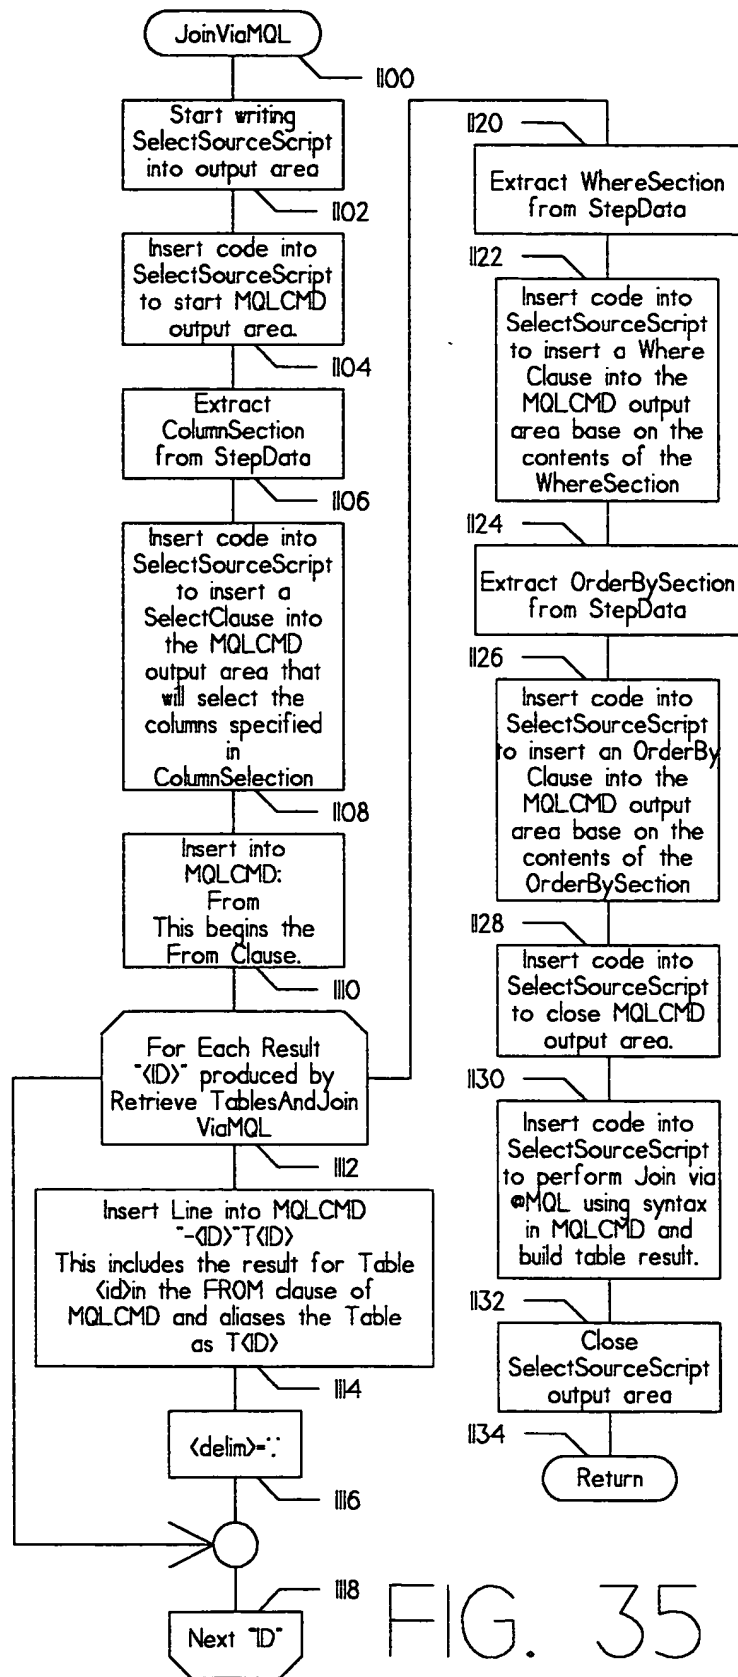 JoinViaMQL
1100
Start writing
SelectSourceScript
into output area
1102
Insert code into
SelectSourceScript
to start MQLCMD
output area.
1104
Extract
ColumnSection
from StepData
1106
Insert code into
SelectSourceScript
to insert a
SelectClause into
the MQLCMD
output area that
will select the
columns specified
in
ColumnSelection
1108
Insert into
MQLCMD:
From
This begins the
From Clause.
1110
For Each Result
"<ID>" produced by
Retrieve TablesAndJoin
ViaMQL
1112
Insert Line into MQLCMD
"-<ID>"T<ID>
This includes the result for Table
<id>in the FROM clause of
MQLCMD and aliases the Table
as T<ID>
1114
<delim>=
1116
1118
Next "ID"
1120
Extract WhereSection
from StepData
1122
Insert code into
SelectSourceScript
to insert a Where
Clause into the
MQLCMD output
area base on the
contents of the
WhereSection
1124
Extract OrderBySection
from StepData
1126
Insert code into
SelectSourceScript
to insert an OrderBy
Clause into the
MQLCMD output
area base on the
contents of the
OrderBySection
1128
Insert code into
SelectSourceScript
to close MQLCMD
output area.
1130
Insert code into
SelectSourceScript
to perform Join via
@MQL using syntax
in MQLCMD and
build table result.
1132
Close
SelectSourceScript
output area
1134
Return
FIG. 35